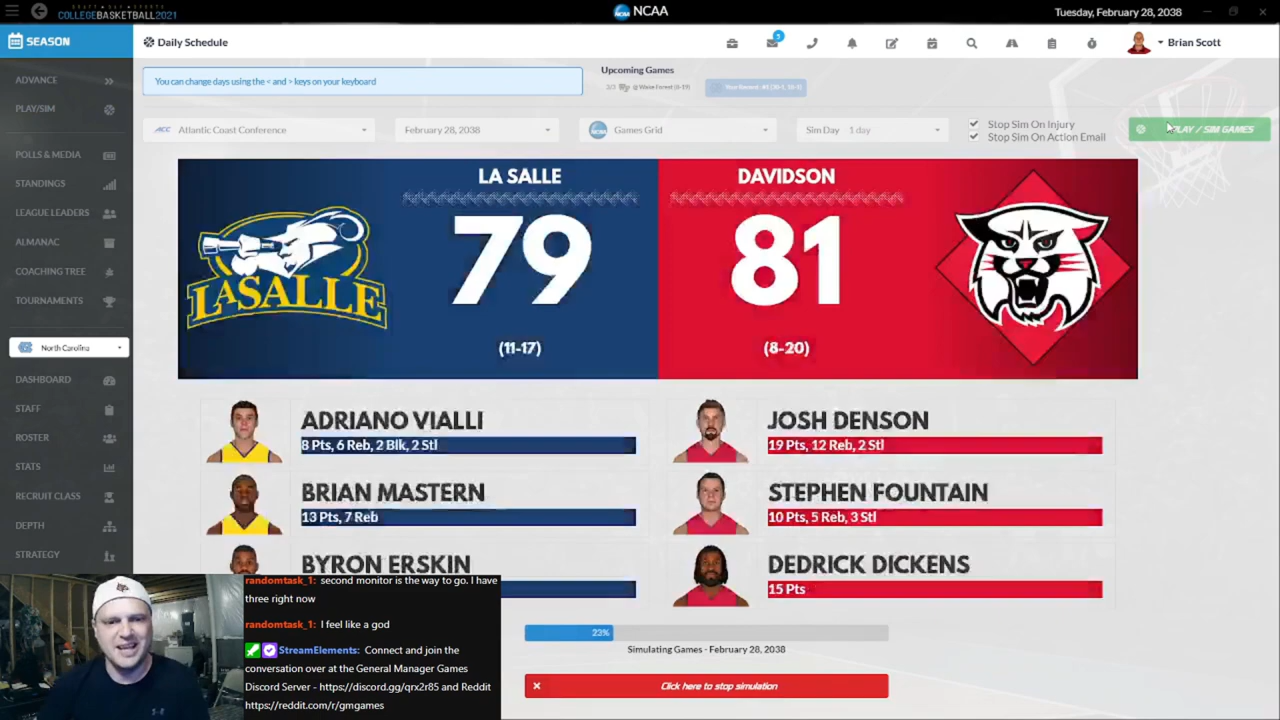 DRAFT DAY SPORTS
COLLEGEBASKETBALL2021
NCAA
Tuesday, February 28, 2038
SEASON
Daily Schedule
5
Brian Scott
ADVANCE
PLAY/SIM
POLLS & MEDIA
STANDINGS
LEAGUE LEADERS
ALMANAC
COACHING TREE
TOURNAMENTS
North Carolina
DASHBOARD
STAFF
ROSTER
STATS
RECRUIT CLASS
DEPTH
STRATEGY
You can change days using the < and > keys on your keyboard
Upcoming Games
@ Wake Forest
ACC Atlantic Coast Conference
February 28, 2038
Games Grid
Sim Day 1 day
Stop Sim On Injury
Stop Sim On Action Email
PLAY / SIM GAMES
LA SALLE
79
(11-17)
LASALLE
DAVIDSON
81
(8-20)
ADRIANO VIALLI
8 Pts, 6 Reb, 2 Blk, 2 Stl
JOSH DENSON
19 Pts, 12 Reb, 2 Stl
BRIAN MASTERN
13 Pts, 7 Reb
STEPHEN FOUNTAIN
10 Pts, 5 Reb, 3 Stl
BYRON ERSKIN
DEDRICK DICKENS
15 Pts
23%
Simulating Games - February 28, 2038
Click here to stop simulation
randomtask_1: second monitor is the way to go. I have
three right now
randomtask_1: I feel like a god
StreamElements: Connect and join the
conversation over at the General Manager Games
Discord Server - https://discord.gg/qrx2r85 and Reddit
https://reddit.com/r/gmgames